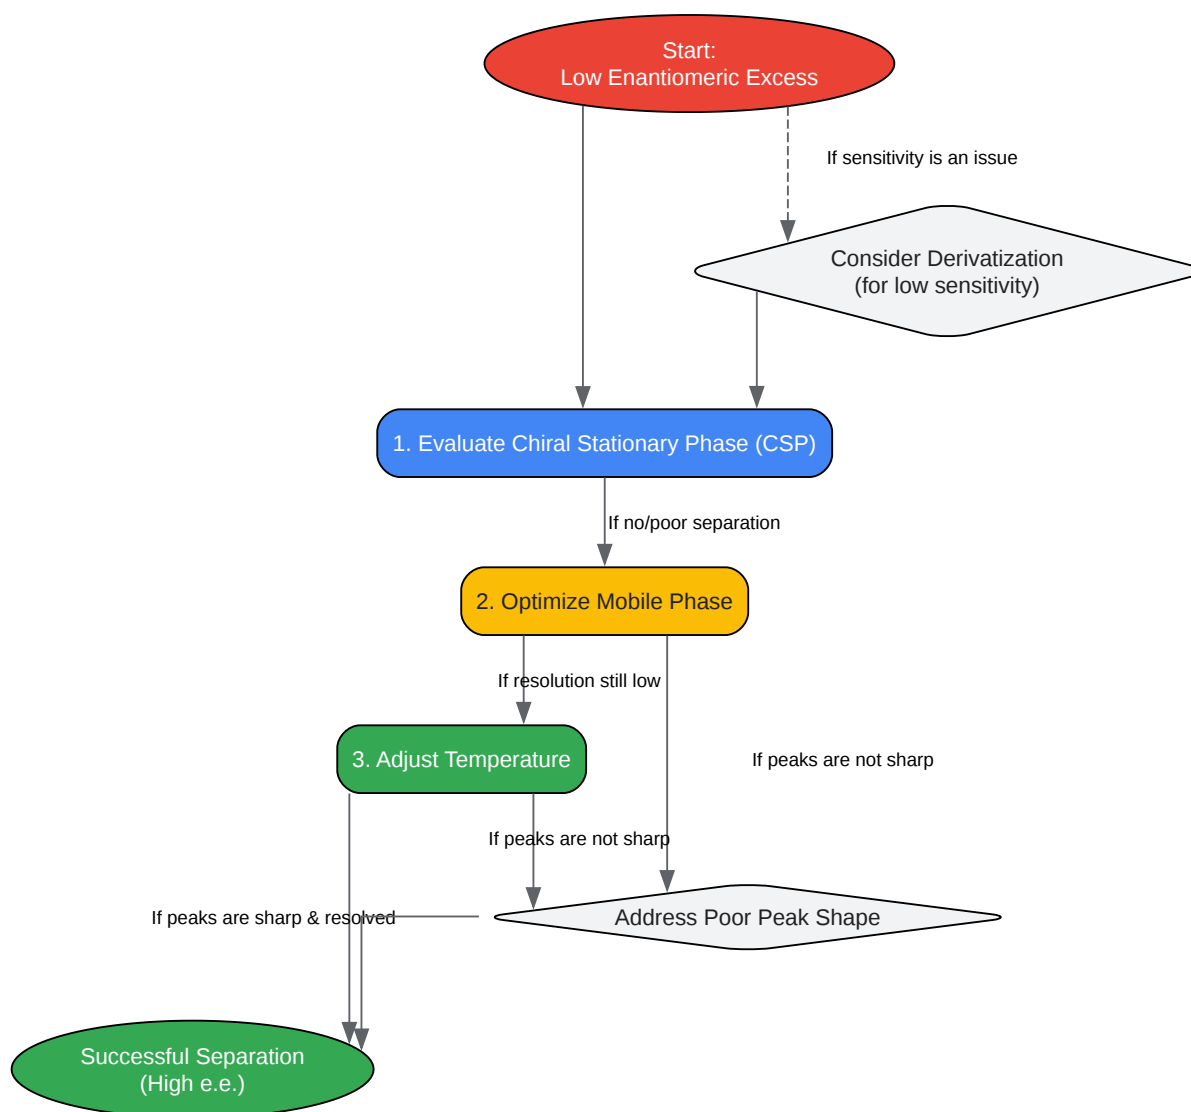 Start:
Low Enantiomeric Excess
If sensitivity is an issue
Consider Derivatization
(for low sensitivity)
1. Evaluate Chiral Stationary Phase (CSP)
If no/poor separation
2. Optimize Mobile Phase
If resolution still low
3. Adjust Temperature
If peaks are not sharp
If peaks are not sharp
If peaks are sharp & resolved
Address Poor Peak Shape
Successful Separation
(High e.e.)